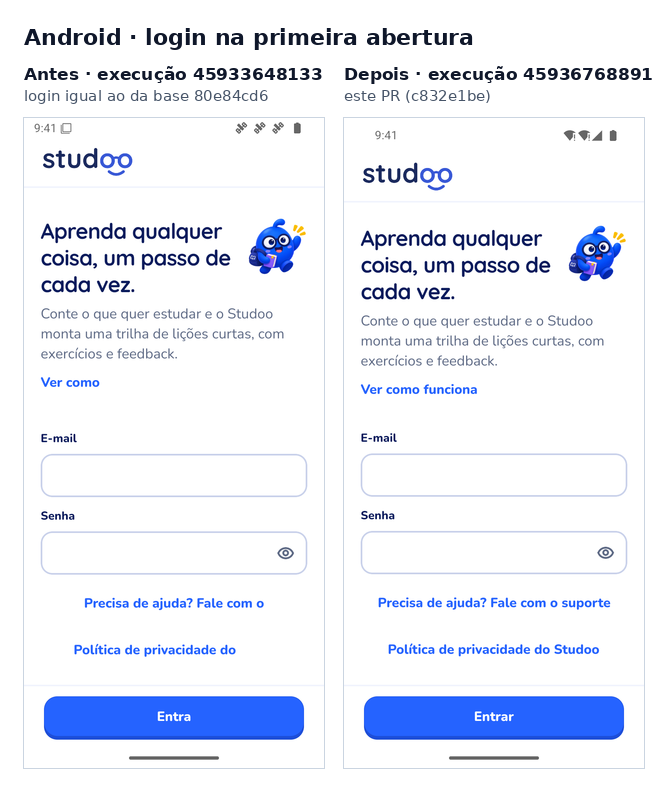 Android · login na primeira abertura
Antes · execução 45933648133
login igual ao da base 80e84cd6
9:41
studoo
Aprenda qualquer
coisa, um passo de
cada vez.
Conte o que quer estudar e o Studoo
monta uma trilha de lições curtas, com
exercícios e feedback.
Ver como
E-mail
Senha
Precisa de ajuda? Fale com o
Política de privacidade do
Entra
Depois · execução 45936768891
este PR (c832e1be)
9:41
studoo
Aprenda qualquer
coisa, um passo de
cada vez.
Conte o que quer estudar e o Studoo
monta uma trilha de lições curtas, com
exercícios e feedback.
Ver como funciona
E-mail
Senha
Precisa de ajuda? Fale com o suporte
Política de privacidade do Studoo
Entrar